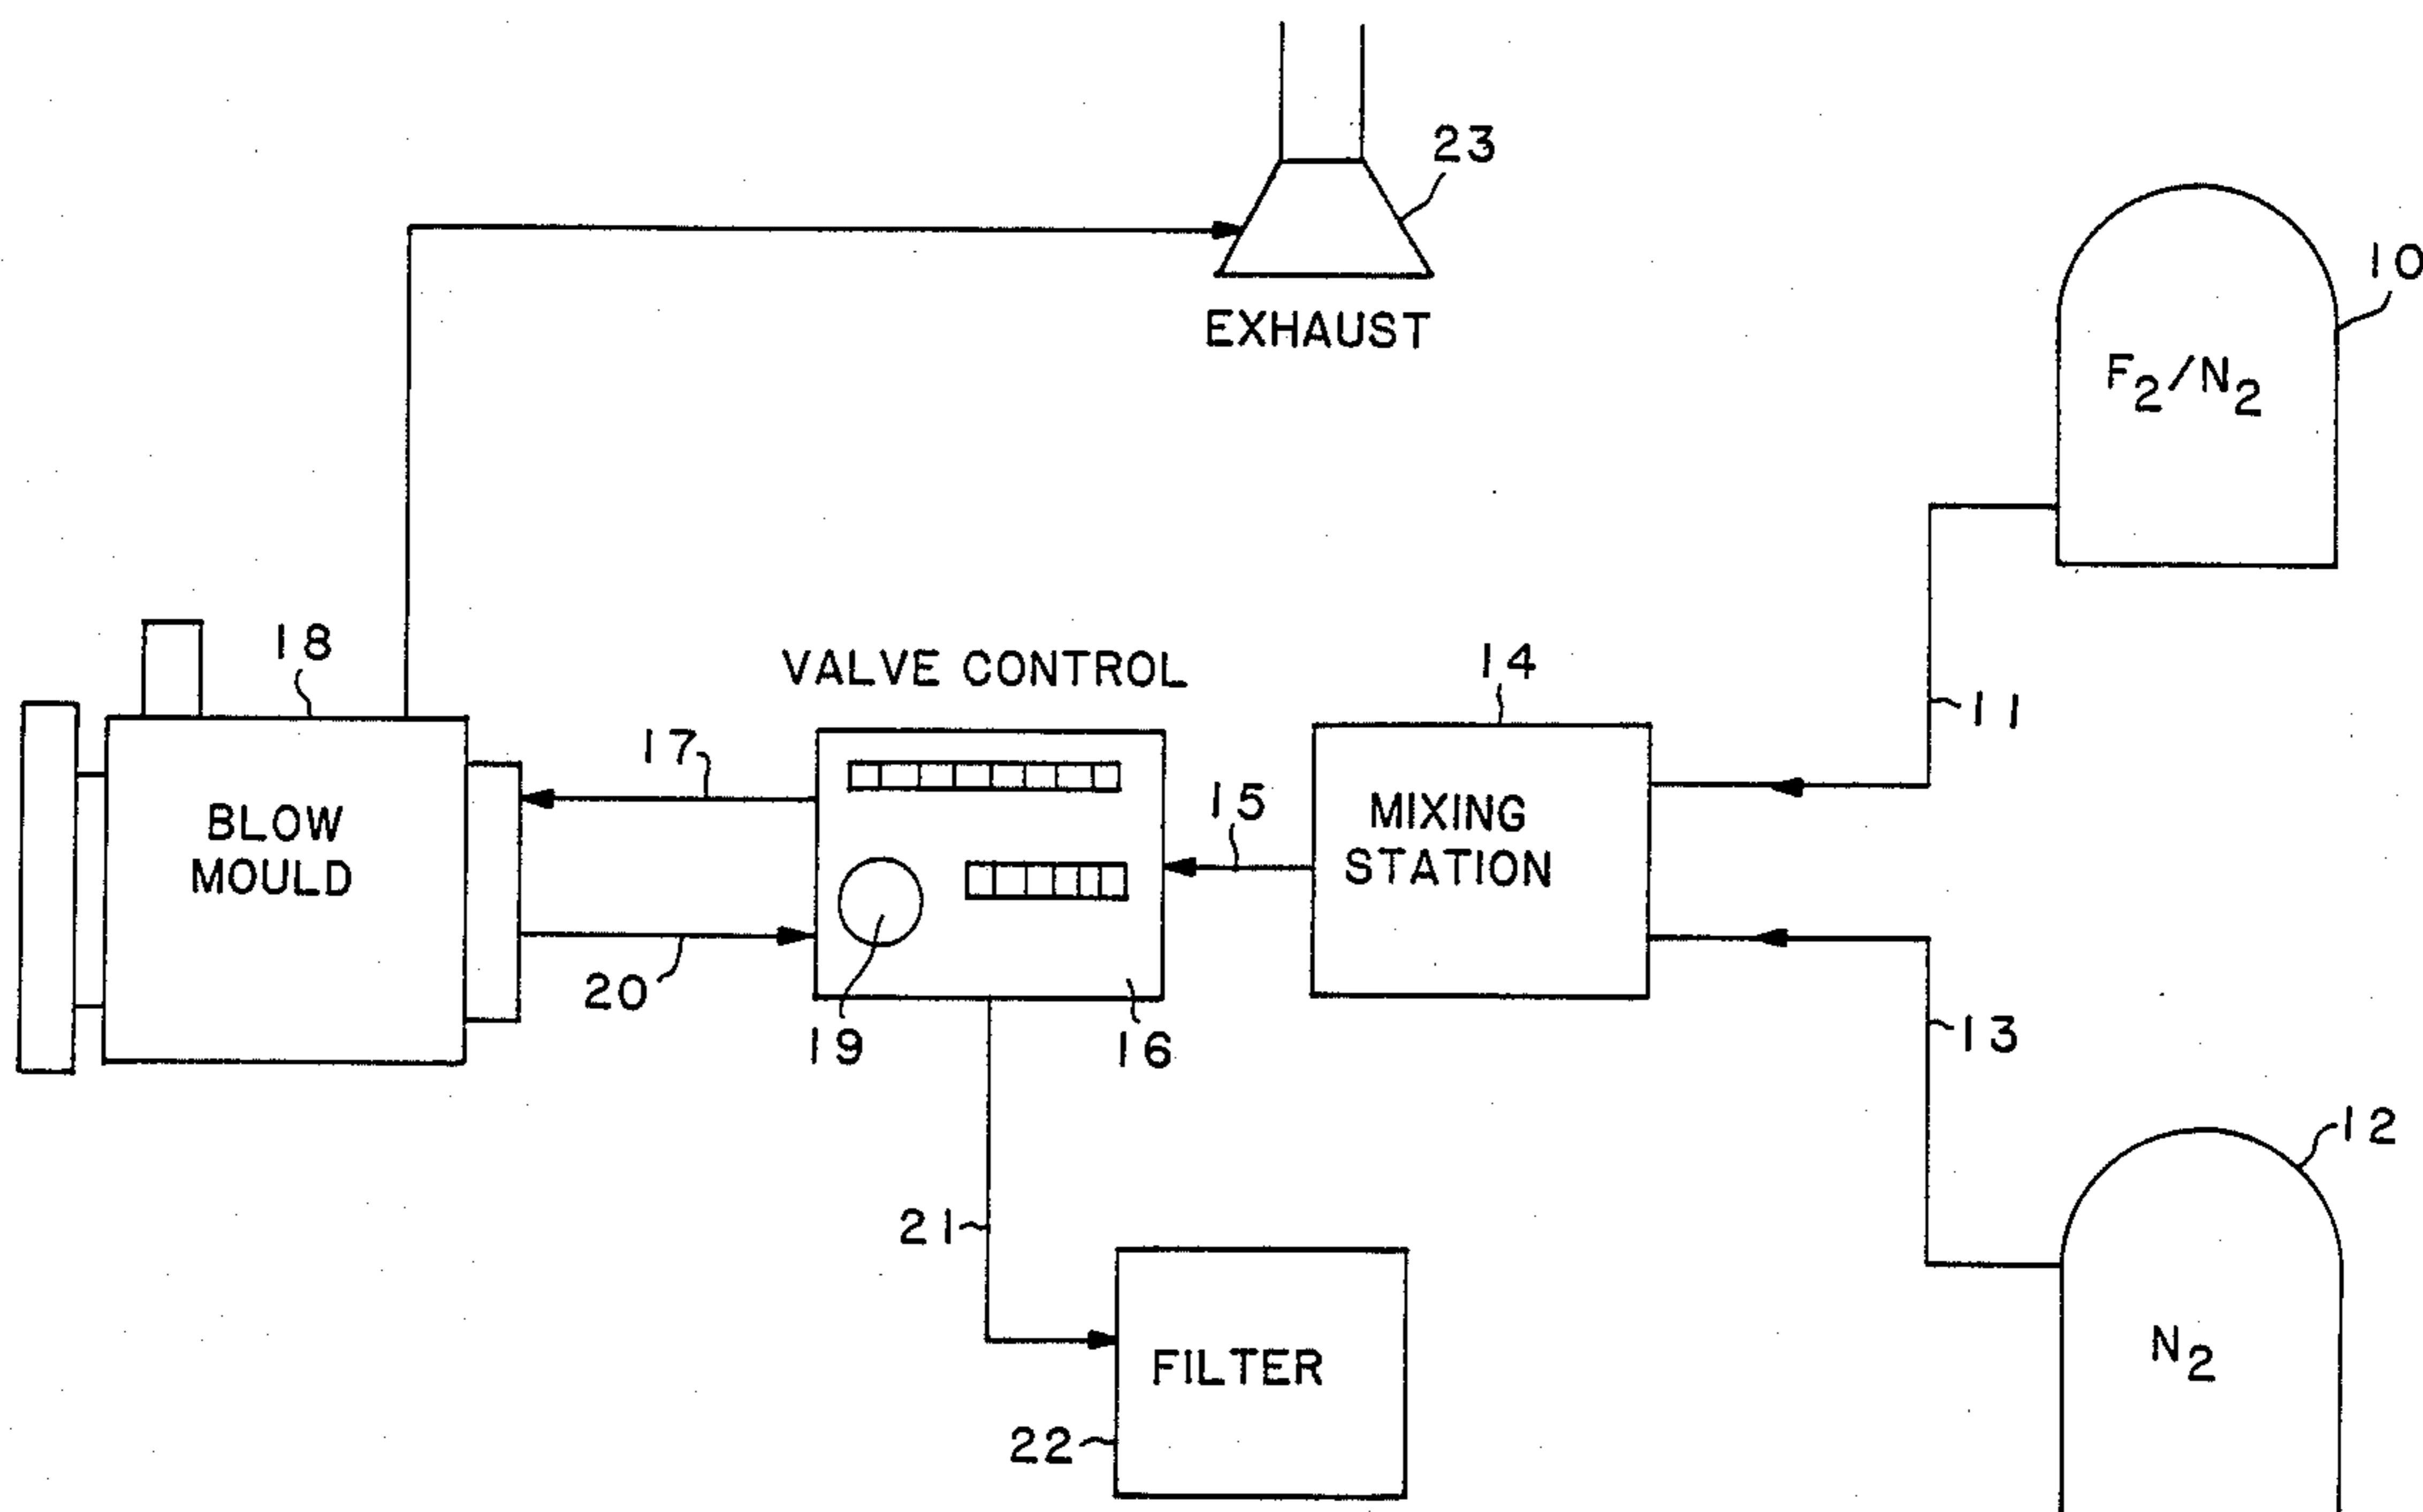 23
EXHAUST
10
F2/N2
11
18
VALVE CONTROL
14
17
15
BLOW
MOULD
MIXING
STATION
20
19
16
13
12
21
FILTER
22
N2